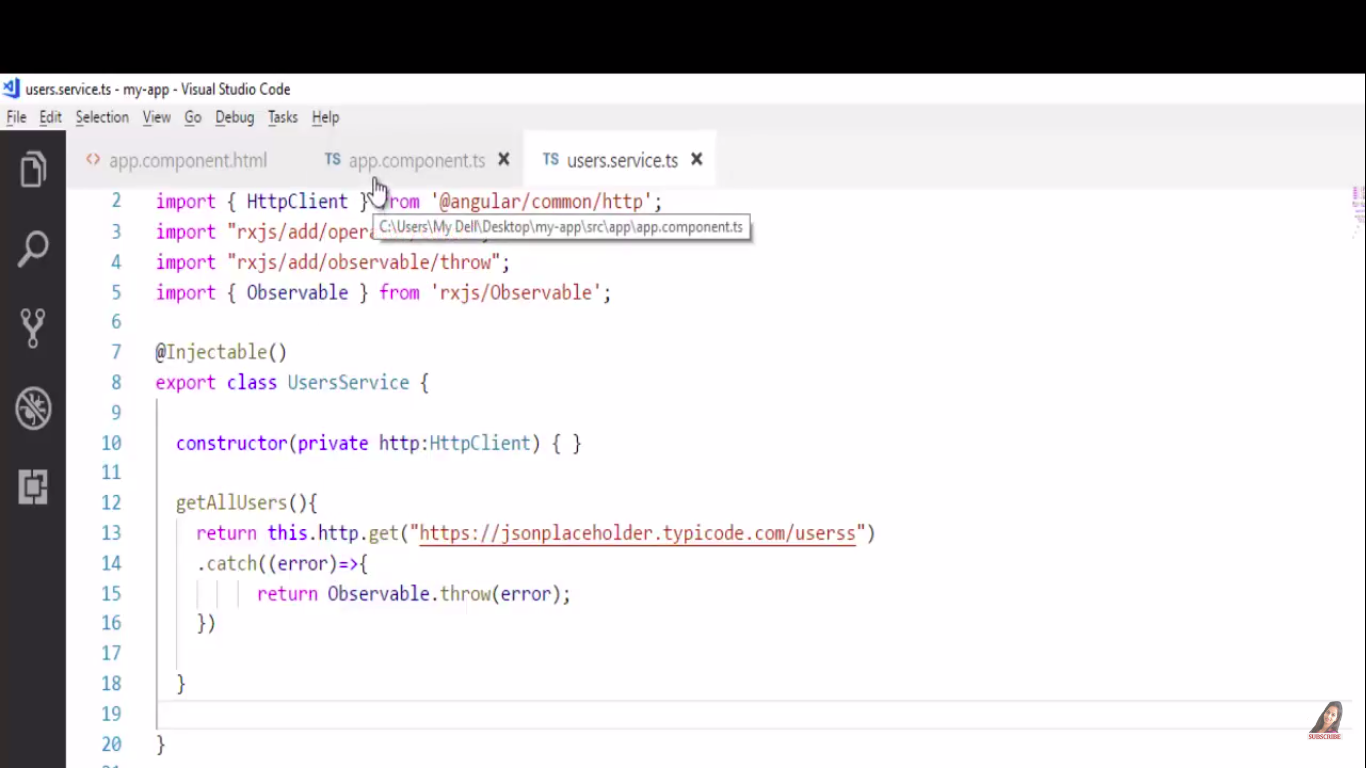 users.service.ts - my-app - Visual Studio Code
File Edit Selection View Go Debug Tasks Help
<> app.component.html TS app.component.ts × TS users.service.ts ×
2 import { HttpClient } from '@angular/common/http';
C:\Users\My Dell\Desktop\my-app\src\app\app.component.ts
3 import "rxjs/add/
4 import "rxjs/add/observable/throw";
5 import { Observable } from 'rxjs/Observable';
6
7 @Injectable()
8 export class UsersService {
9
10 constructor(private http:HttpClient) { }
11
12 getAllUsers(){
13 return this.http.get("https://jsonplaceholder.typicode.com/userss")
14 .catch((error)=>{
15 return Observable.throw(error);
16 })
17
18 }
19
20 }
SUBSCRIBE